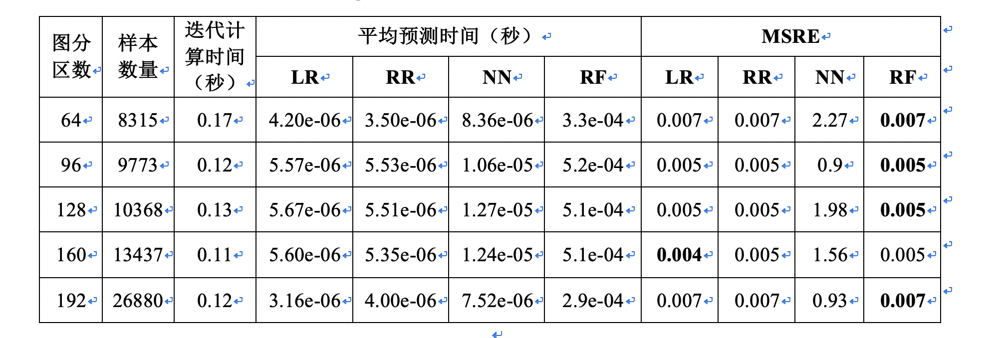 图分区数 样本数量 迭代计算时间（秒） 平均预测时间（秒） MSRE
LR RR NN RF LR RR NN RF
64 8315 0.17 4.20e-06 3.50e-06 8.36e-06 3.3e-04 0.007 0.007 2.27 0.007
96 9773 0.12 5.57e-06 5.53e-06 1.06e-05 5.2e-04 0.005 0.005 0.9 0.005
128 10368 0.13 5.67e-06 5.51e-06 1.27e-05 5.1e-04 0.005 0.005 1.98 0.005
160 13437 0.11 5.60e-06 5.35e-06 1.24e-05 5.1e-04 0.004 0.005 1.56 0.005
192 26880 0.12 3.16e-06 4.00e-06 7.52e-06 2.9e-04 0.007 0.007 0.93 0.007